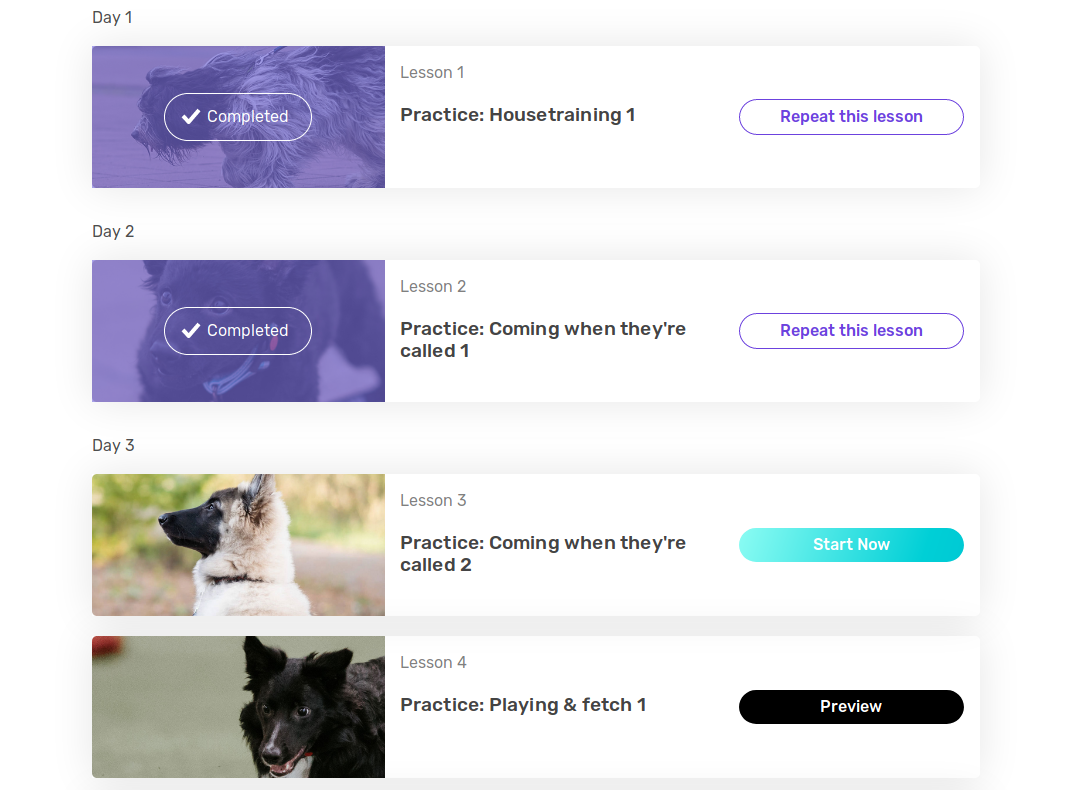 Day 1
Lesson 1
Completed
Practice: Housetraining 1
Repeat this lesson
Day 2
Lesson 2
Completed
Practice: Coming when they're
called 1
Repeat this lesson
Day 3
Lesson 3
Practice: Coming when they're
called 2
Start Now
Lesson 4
Practice: Playing & fetch 1
Preview